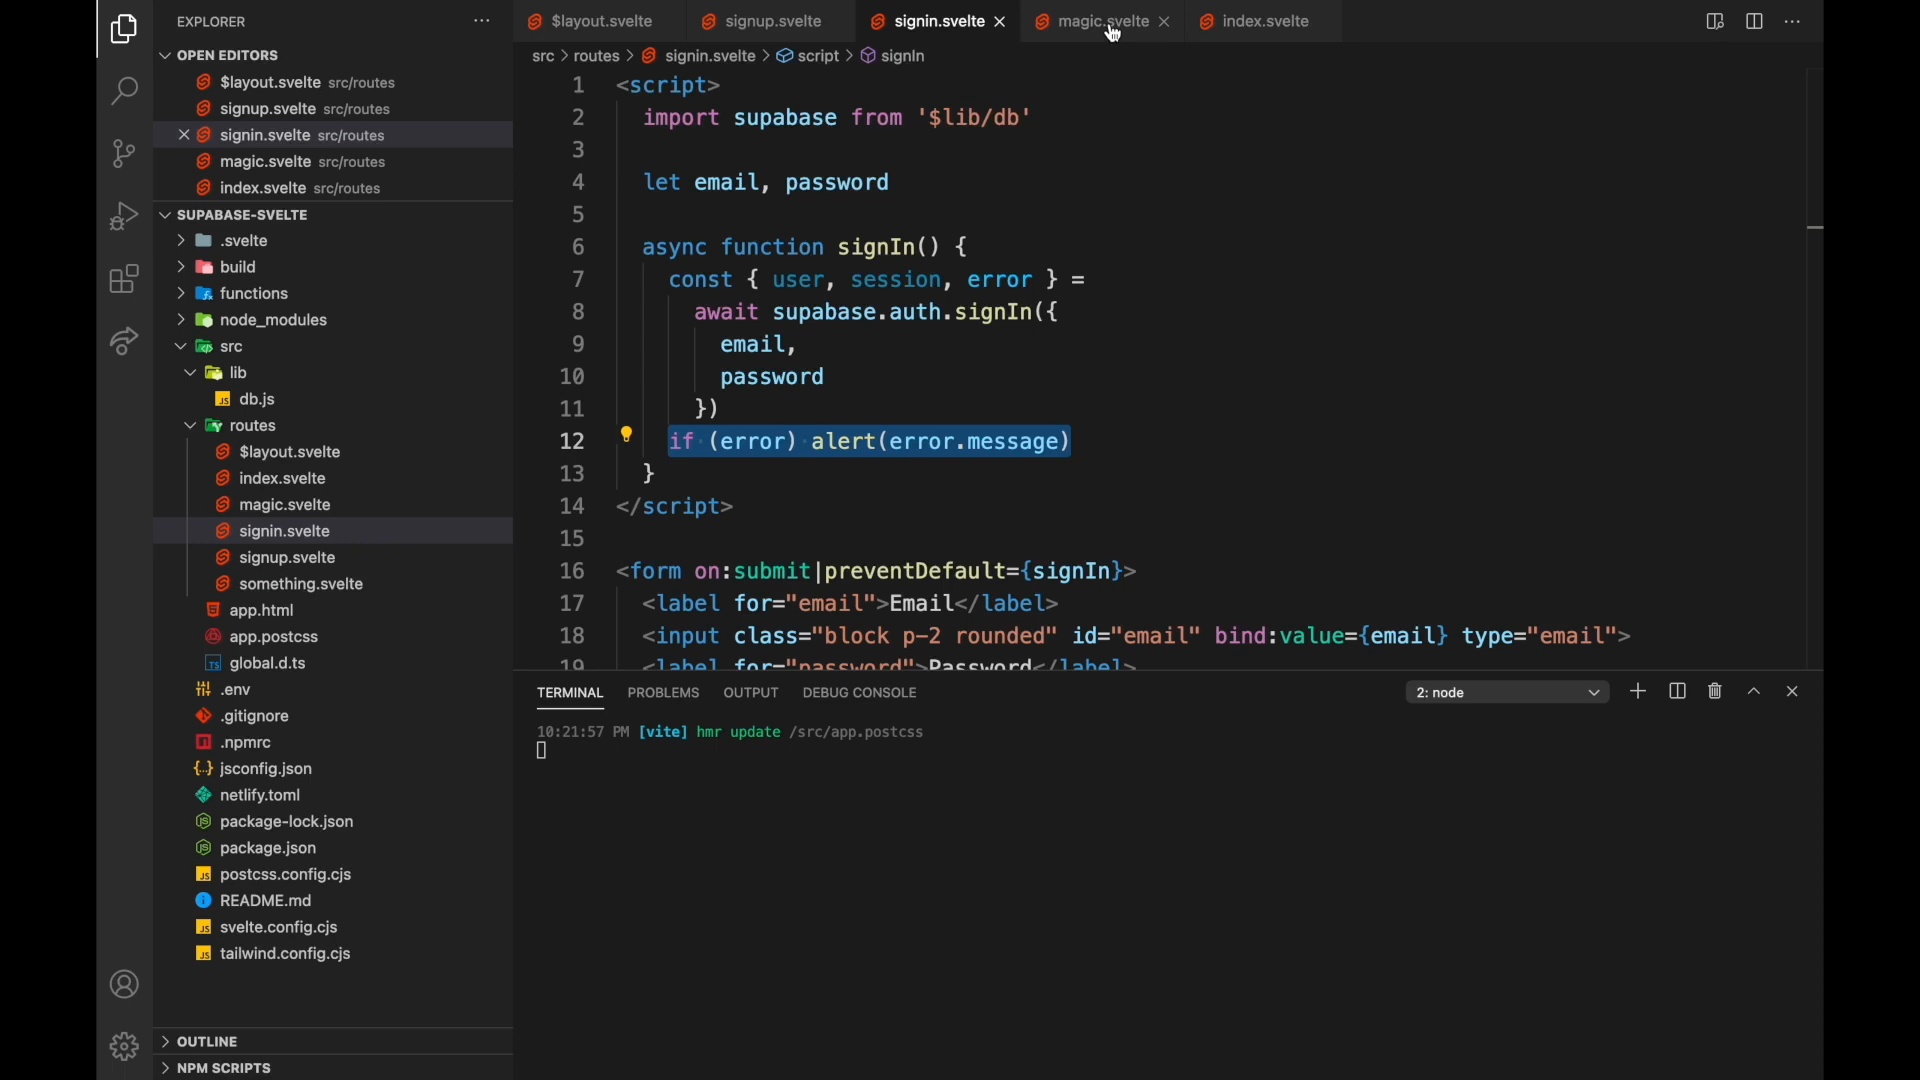 EXPLORER
OPEN EDITORS
$layout.svelte src/routes
signup.svelte src/routes
signin.svelte src/routes
magic.svelte src/routes
index.svelte src/routes
SUPABASE-SVELTE
.svelte
build
functions
node_modules
src
lib
db.js
routes
$layout.svelte
index.svelte
magic.svelte
signin.svelte
signup.svelte
something.svelte
app.html
app.postcss
global.d.ts
.env
.gitignore
.npmrc
jsconfig.json
netlify.toml
package-lock.json
package.json
postcss.config.cjs
README.md
svelte.config.cjs
tailwind.config.cjs
OUTLINE
NPM SCRIPTS
$layout.svelte signup.svelte signin.svelte magic.svelte index.svelte
src > routes > signin.svelte > script > signIn
1 <script>
2 import supabase from '$lib/db'
3
4 let email, password
5
6 async function signIn() {
7 const { user, session, error } =
8 await supabase.auth.signIn({
9 email,
10 password
11 })
12 if (error) alert(error.message)
13 }
14 </script>
15
16 <form on:submit|preventDefault={signIn}>
17 <label for="email">Email</label>
18 <input class="block p-2 rounded" id="email" bind:value={email} type="email">
19 <label for="password">Password</label>
TERMINAL PROBLEMS OUTPUT DEBUG CONSOLE 2: node
10:21:57 PM [vite] hmr update /src/app.postcss